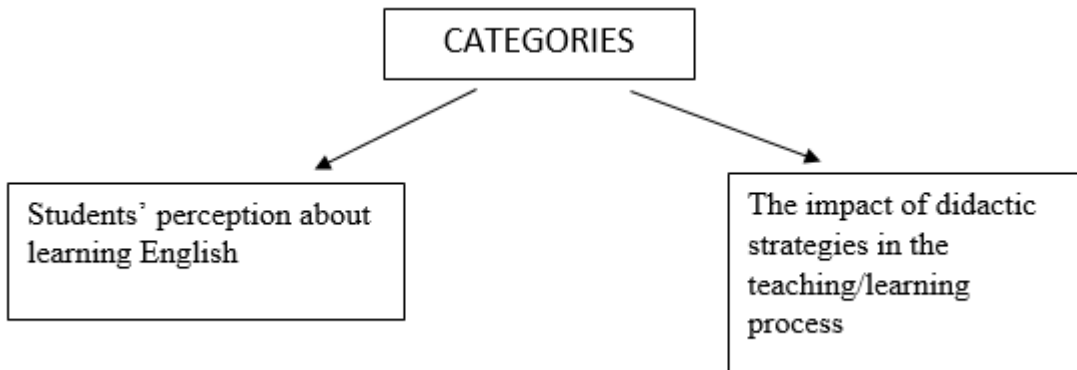 CATEGORIES
Students’ perception about
learning English
The impact of didactic
strategies in the
teaching/learning
process